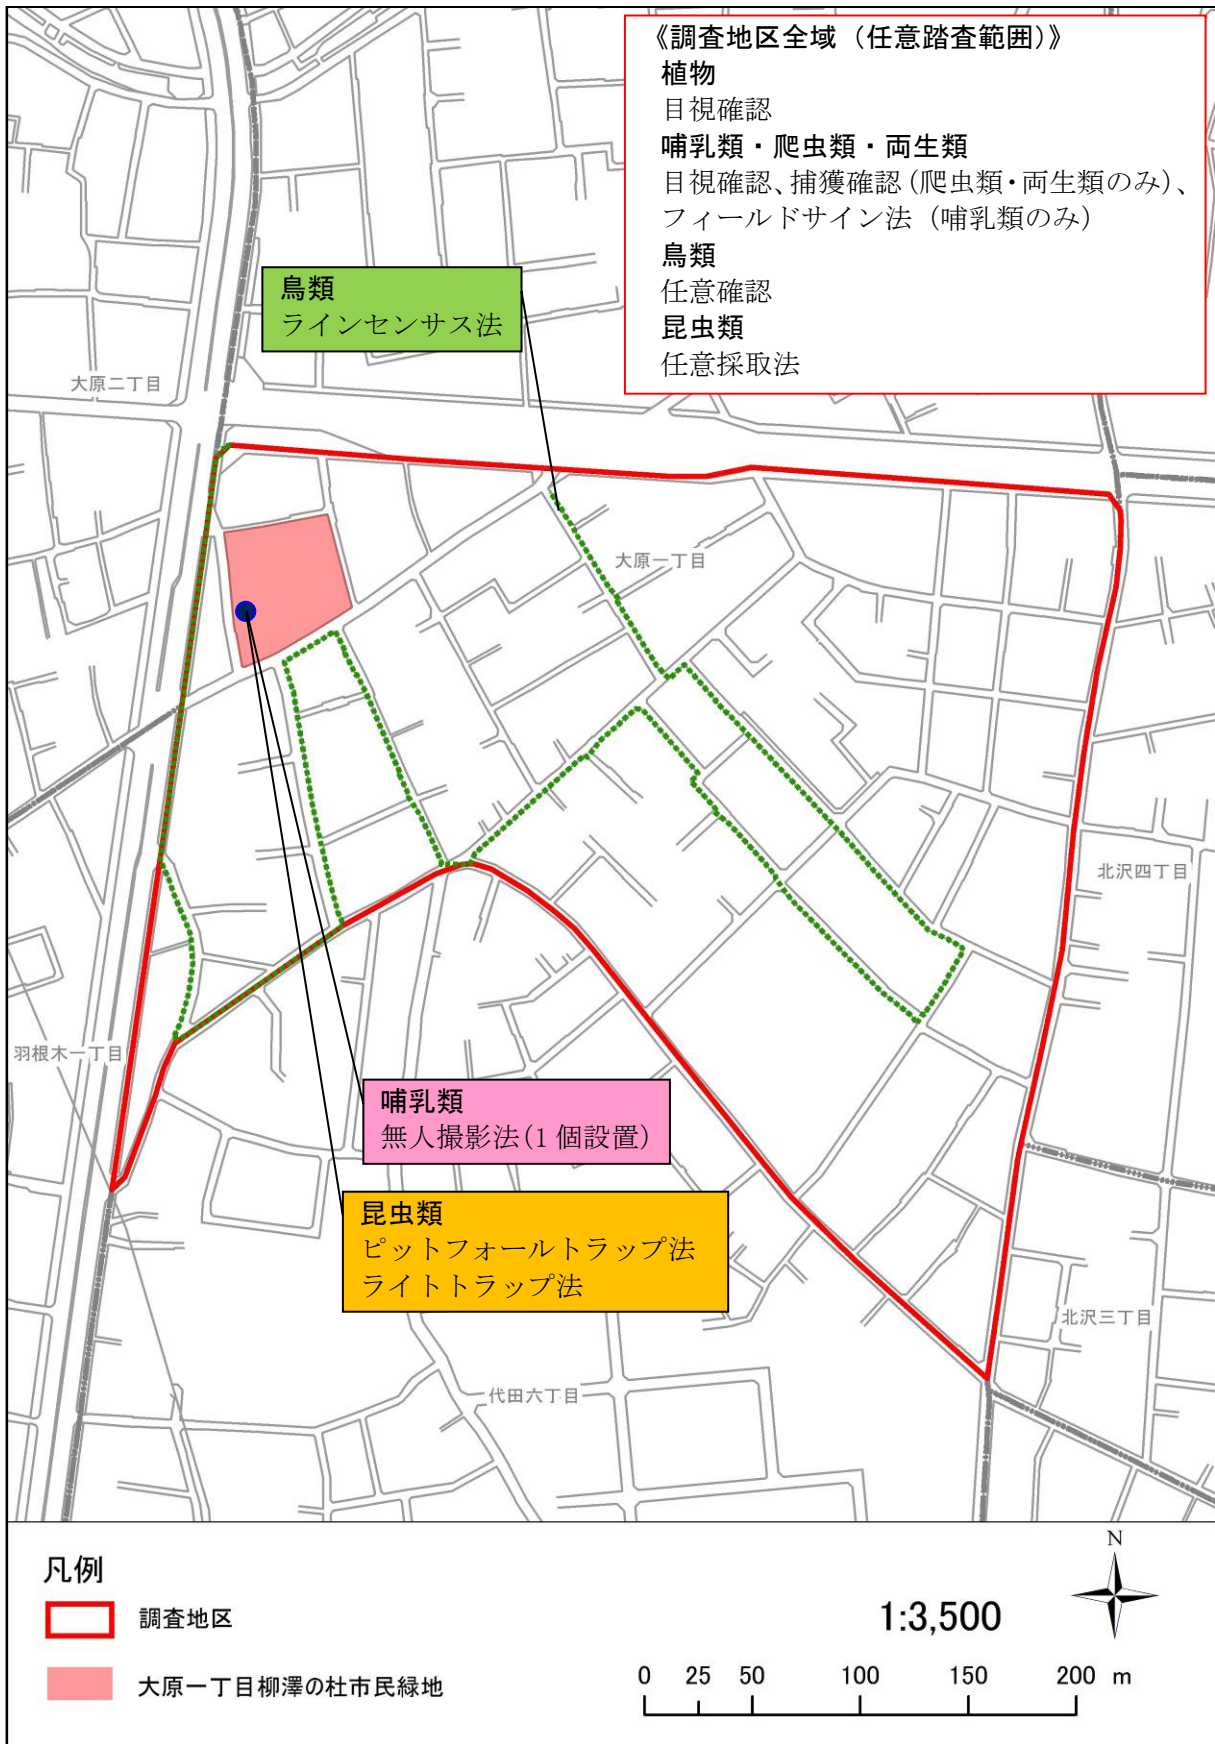 《調査地区全域（任意踏査範囲）》
植物
目視確認
哺乳類・爬虫類・両生類
目視確認、捕獲確認（爬虫類・両生類のみ）、
フィールドサイン法（哺乳類のみ）
鳥類
任意確認
昆虫類
任意採取法
鳥類
ラインセンサス法
大原二丁目
大原一丁目
北沢四丁目
羽根木一丁目
哺乳類
無人撮影法（1個設置）
昆虫類
ピットフォールトラップ法
ライトトラップ法
北沢三丁目
代田六丁目
凡例
調査地区
大原一丁目柳澤の杜市民緑地
N
1:3,500
0 25 50 100 150 200 m